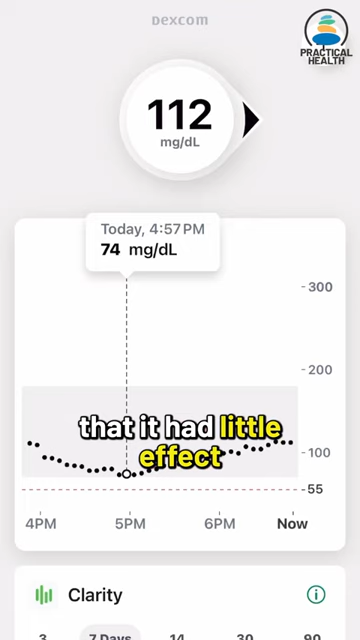 Dexcom
PRACTICAL
HEALTH
112
mg/dL
Today, 4:57 PM
74 mg/dL
300
200
that it had little
effect
100
55
4PM 5PM 6PM Now
Clarity
3 7 Days 14 30 90